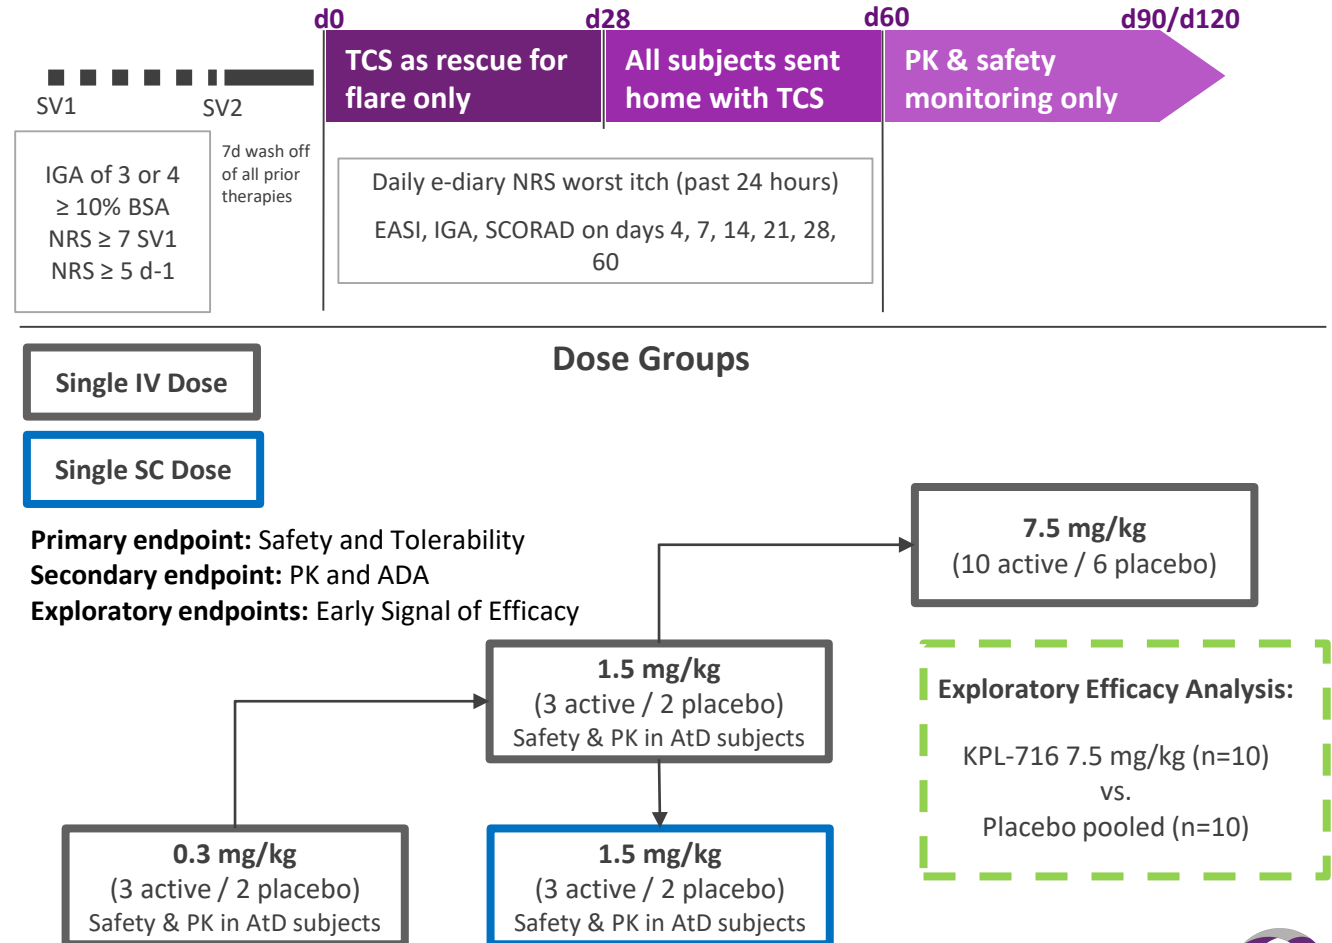 d0
d28
d60
d90/d120
TCS as rescue for
flare only
All subjects sent
home with TCS
PK & safety
monitoring only
SV1
SV2
IGA of 3 or 4
≥ 10% BSA
NRS ≥ 7 SV1
NRS ≥ 5 d-1
7d wash off
of all prior
therapies
Daily e-diary NRS worst itch (past 24 hours)
EASI, IGA, SCORAD on days 4, 7, 14, 21, 28,
60
Dose Groups
Single IV Dose
Single SC Dose
Primary endpoint: Safety and Tolerability
Secondary endpoint: PK and ADA
Exploratory endpoints: Early Signal of Efficacy
7.5 mg/kg
(10 active / 6 placebo)
1.5 mg/kg
(3 active / 2 placebo)
Safety & PK in AtD subjects
Exploratory Efficacy Analysis:
KPL-716 7.5 mg/kg (n=10)
vs.
Placebo pooled (n=10)
0.3 mg/kg
(3 active / 2 placebo)
Safety & PK in AtD subjects
1.5 mg/kg
(3 active / 2 placebo)
Safety & PK in AtD subjects